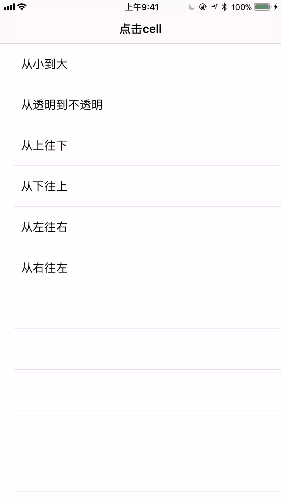 上午9:41
100%
点击cell
从小到大
从透明到不透明
从上往下
从下往上
从左往右
从右往左